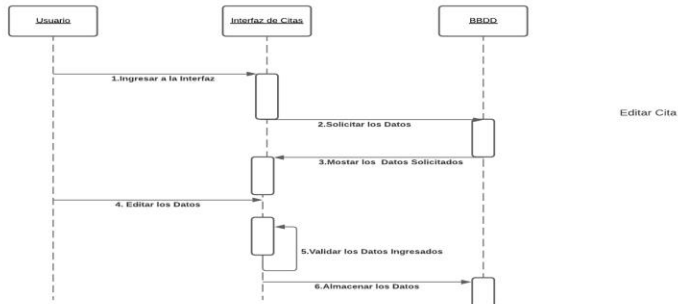 Usuario
Interfaz de Citas
BBDD
1.Ingresar a la Interfaz
2.Solicitar los Datos
Editar Cita
3.Mostar los Datos Solicitados
4. Editar los Datos
5.Validar los Datos Ingresados
6.Almacenar los Datos